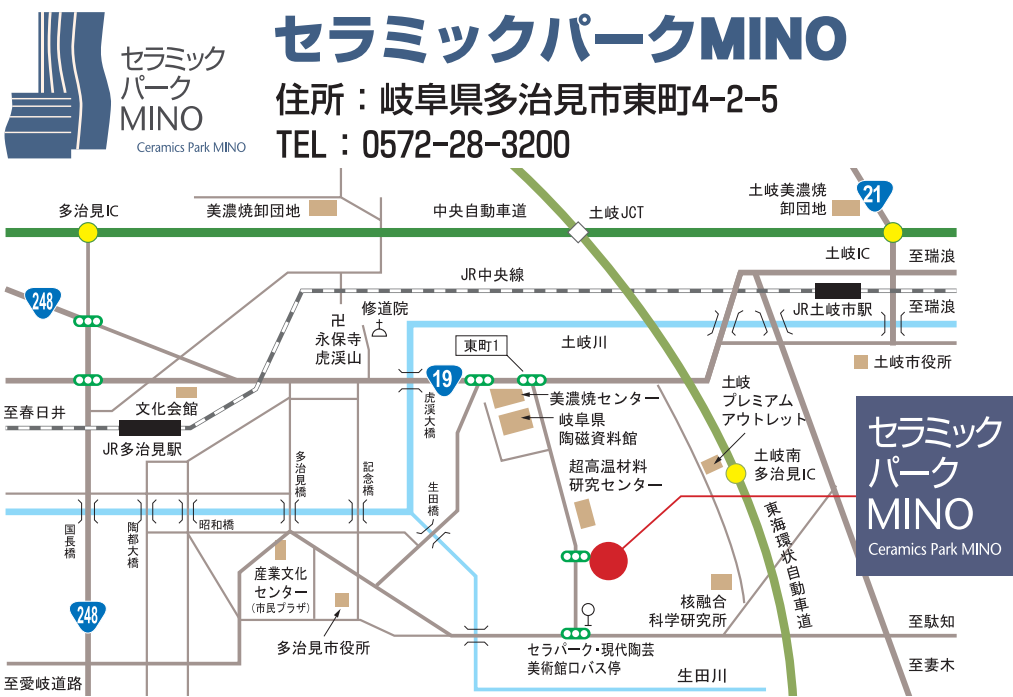 セラミック
パーク
MINO
Ceramics Park MINO
セラミックパークMINO
住所：岐阜県多治見市東町4-2-5
TEL：0572-28-3200
多治見IC
美濃焼卸団地
中央自動車道
土岐JCT
土岐美濃焼
卸団地
21
土岐IC
至瑞浪
JR中央線
248
修道院
卍
永保寺
虎渓山
JR土岐市駅
至瑞浪
東町1
土岐川
土岐市役所
19
至春日井
文化会館
虎渓大橋
美濃焼センター
岐阜県
陶磁資料館
土岐
プレミアム
アウトレット
JR多治見駅
多治見橋
記念橋
生田橋
超高温材料
研究センター
土岐南
多治見IC
セラミック
パーク
MINO
Ceramics Park MINO
国長橋
陶都大橋
昭和橋
東海環状自動車道
産業文化
センター
(市民プラザ)
248
多治見市役所
核融合
科学研究所
至駄知
セラパーク・現代陶芸
美術館口バス停
生田川
至妻木
至愛岐道路